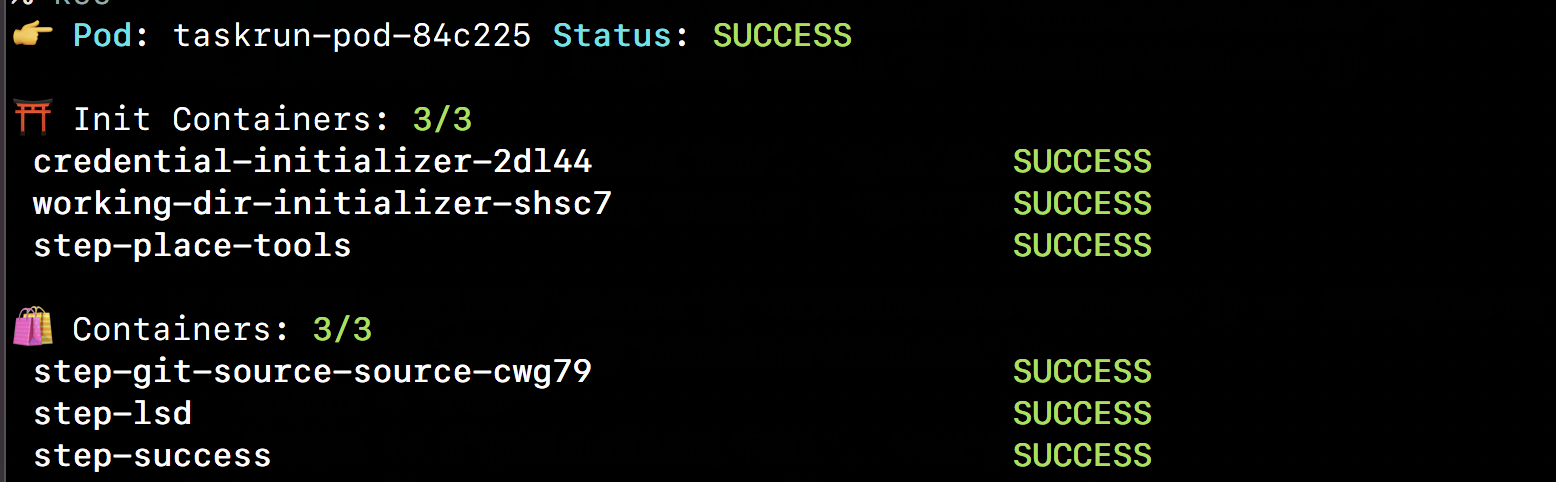 👉 Pod: taskrun-pod-84c225 Status: SUCCESS
⛩ Init Containers: 3/3
credential-initializer-2dl44 SUCCESS
working-dir-initializer-shsc7 SUCCESS
step-place-tools SUCCESS
🛍 Containers: 3/3
step-git-source-source-cwg79 SUCCESS
step-lsd SUCCESS
step-success SUCCESS